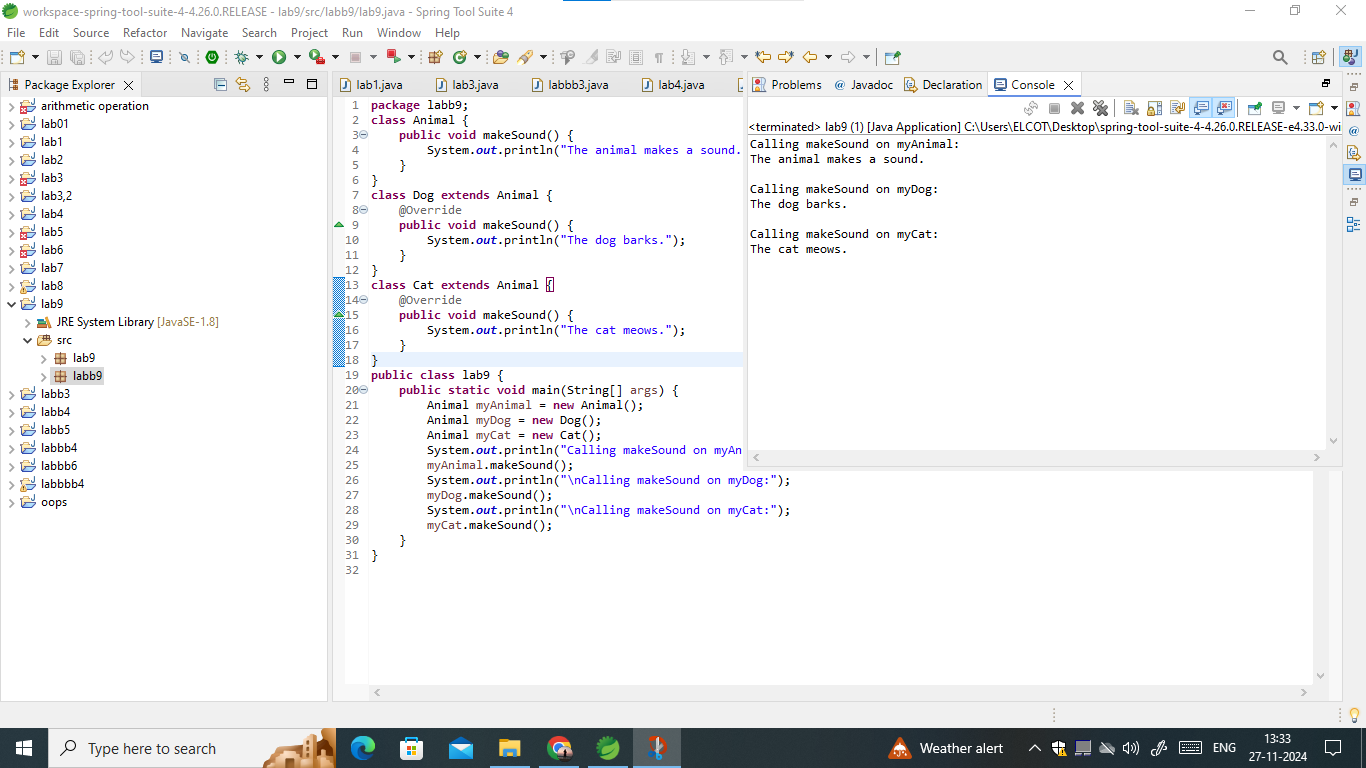 workspace-spring-tool-suite-4-4.26.0.RELEASE - lab9/src/labb9/lab9.java - Spring Tool Suite 4
File Edit Source Refactor Navigate Search Project Run Window Help
Package Explorer
arithmetic operation
lab01
lab1
lab2
lab3
lab3,2
lab4
lab5
lab6
lab7
lab8
lab9
JRE System Library [JavaSE-1.8]
src
lab9
labb9
labb3
labb4
labb5
labbb4
labbb6
labbbb4
oops
lab1.java lab3.java labbb3.java lab4.java
1 package labb9;
2 class Animal {
3 public void makeSound() {
4 System.out.println("The animal makes a sound.
5 }
6 }
7 class Dog extends Animal {
8 @Override
9 public void makeSound() {
10 System.out.println("The dog barks.");
11 }
12 }
13 class Cat extends Animal {
14 @Override
15 public void makeSound() {
16 System.out.println("The cat meows.");
17 }
18 }
19 public class lab9 {
20 public static void main(String[] args) {
21 Animal myAnimal = new Animal();
22 Animal myDog = new Dog();
23 Animal myCat = new Cat();
24 System.out.println("Calling makeSound on myAn
25 myAnimal.makeSound();
26 System.out.println("\nCalling makeSound on myDog:");
27 myDog.makeSound();
28 System.out.println("\nCalling makeSound on myCat:");
29 myCat.makeSound();
30 }
31 }
32
Problems Javadoc Declaration Console
<terminated> lab9 (1) [Java Application] C:\Users\ELCOT\Desktop\spring-tool-suite-4-4.26.0.RELEASE-e4.33.0-wi
Calling makeSound on myAnimal:
The animal makes a sound.
Calling makeSound on myDog:
The dog barks.
Calling makeSound on myCat:
The cat meows.
Type here to search
Weather alert
ENG
13:33
27-11-2024